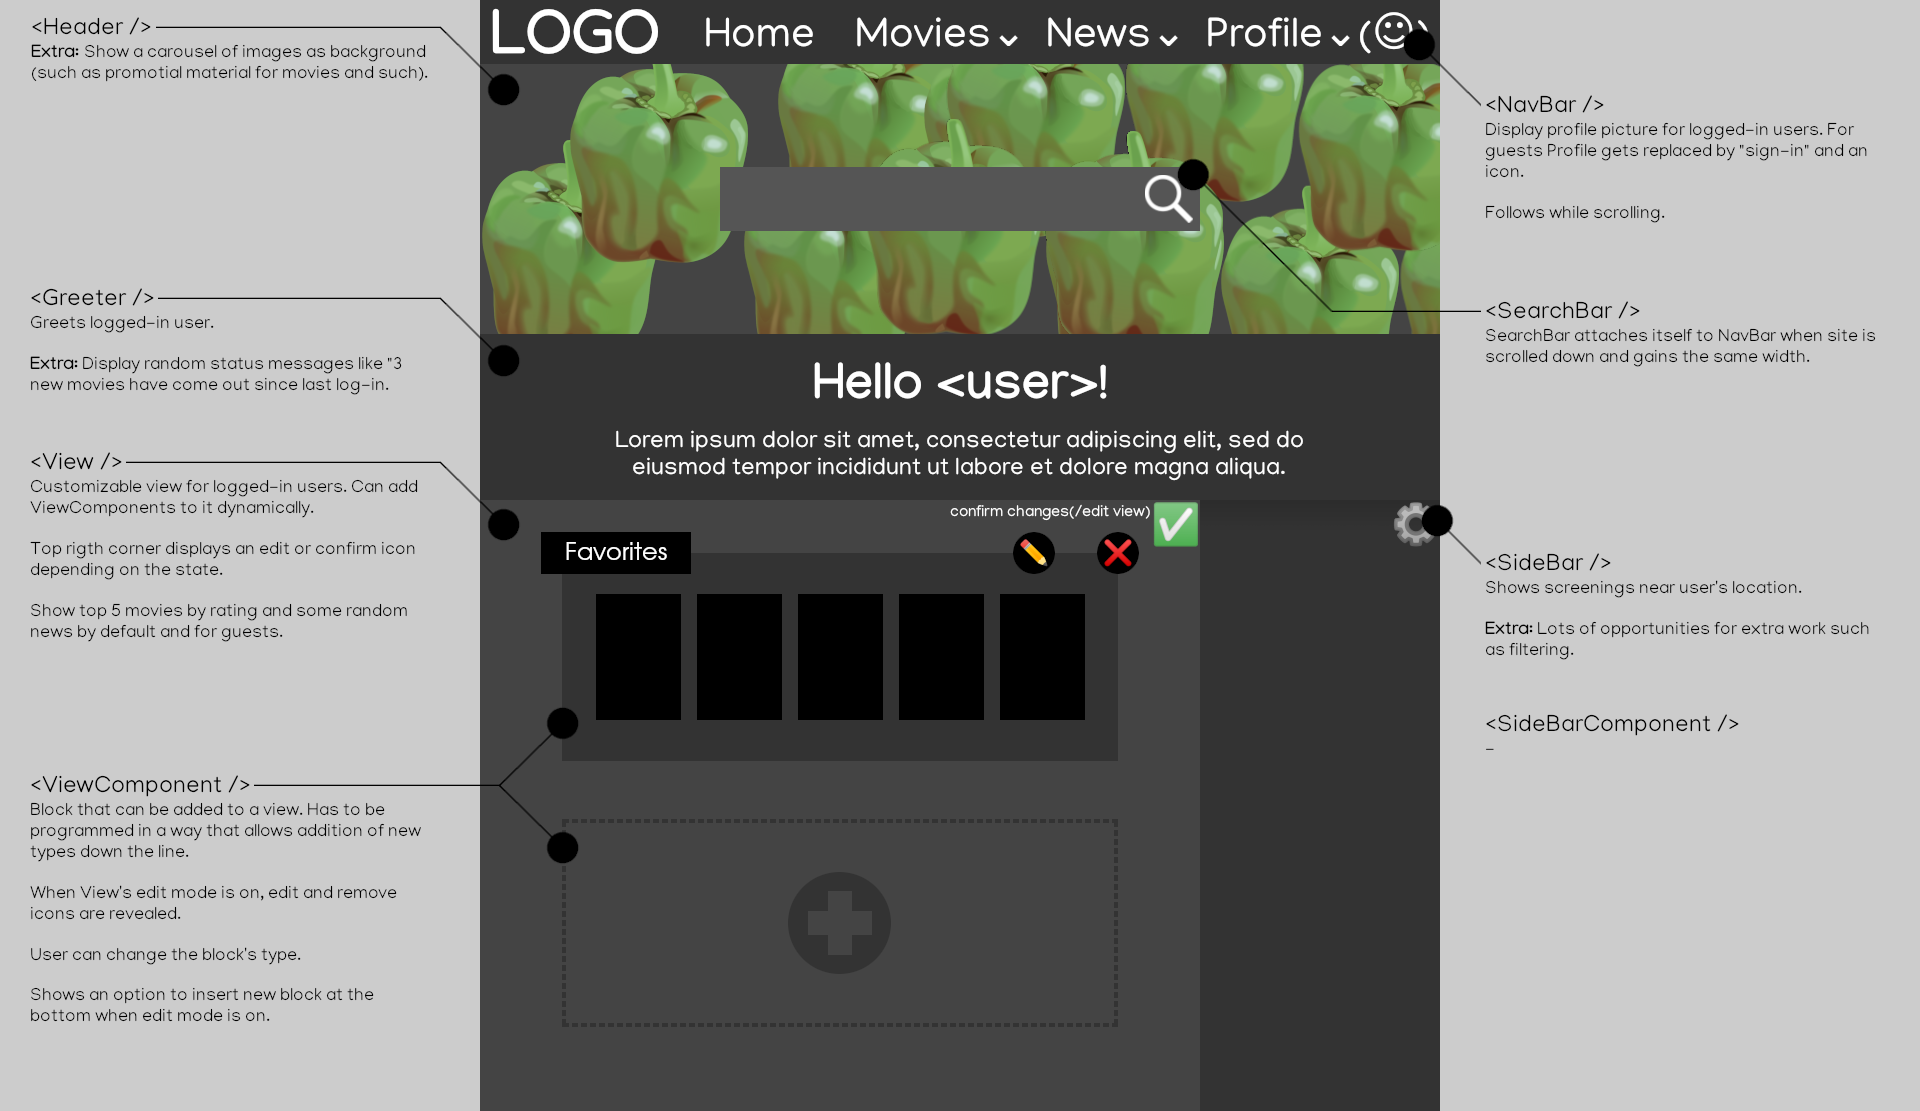 <Header />
Extra: Show a carousel of images as background
(such as promotial material for movies and such).
<Greeter />
Greets logged-in user.
Extra: Display random status messages like "3
new movies have come out since last log-in.
<View />
Customizable view for logged-in users. Can add
ViewComponents to it dynamically.
Top rigth corner displays an edit or confirm icon
depending on the state.
Show top 5 movies by rating and some random
news by default and for guests.
<ViewComponent />
Block that can be added to a view. Has to be
programmed in a way that allows addition of new
types down the line.
When View's edit mode is on, edit and remove
icons are revealed.
User can change the block's type.
Shows an option to insert new block at the
bottom when edit mode is on.
LOGO Home Movies News Profile
Hello <user>!
Lorem ipsum dolor sit amet, consectetur adipiscing elit, sed do
eiusmod tempor incididunt ut labore et dolore magna aliqua.
confirm changes(/edit view)
Favorites
<NavBar />
Display profile picture for logged-in users. For
guests Profile gets replaced by "sign-in" and an
icon.
Follows while scrolling.
<SearchBar />
SearchBar attaches itself to NavBar when site is
scrolled down and gains the same width.
<SideBar />
Shows screenings near user's location.
Extra: Lots of opportunities for extra work such
as filtering.
<SideBarComponent />
-